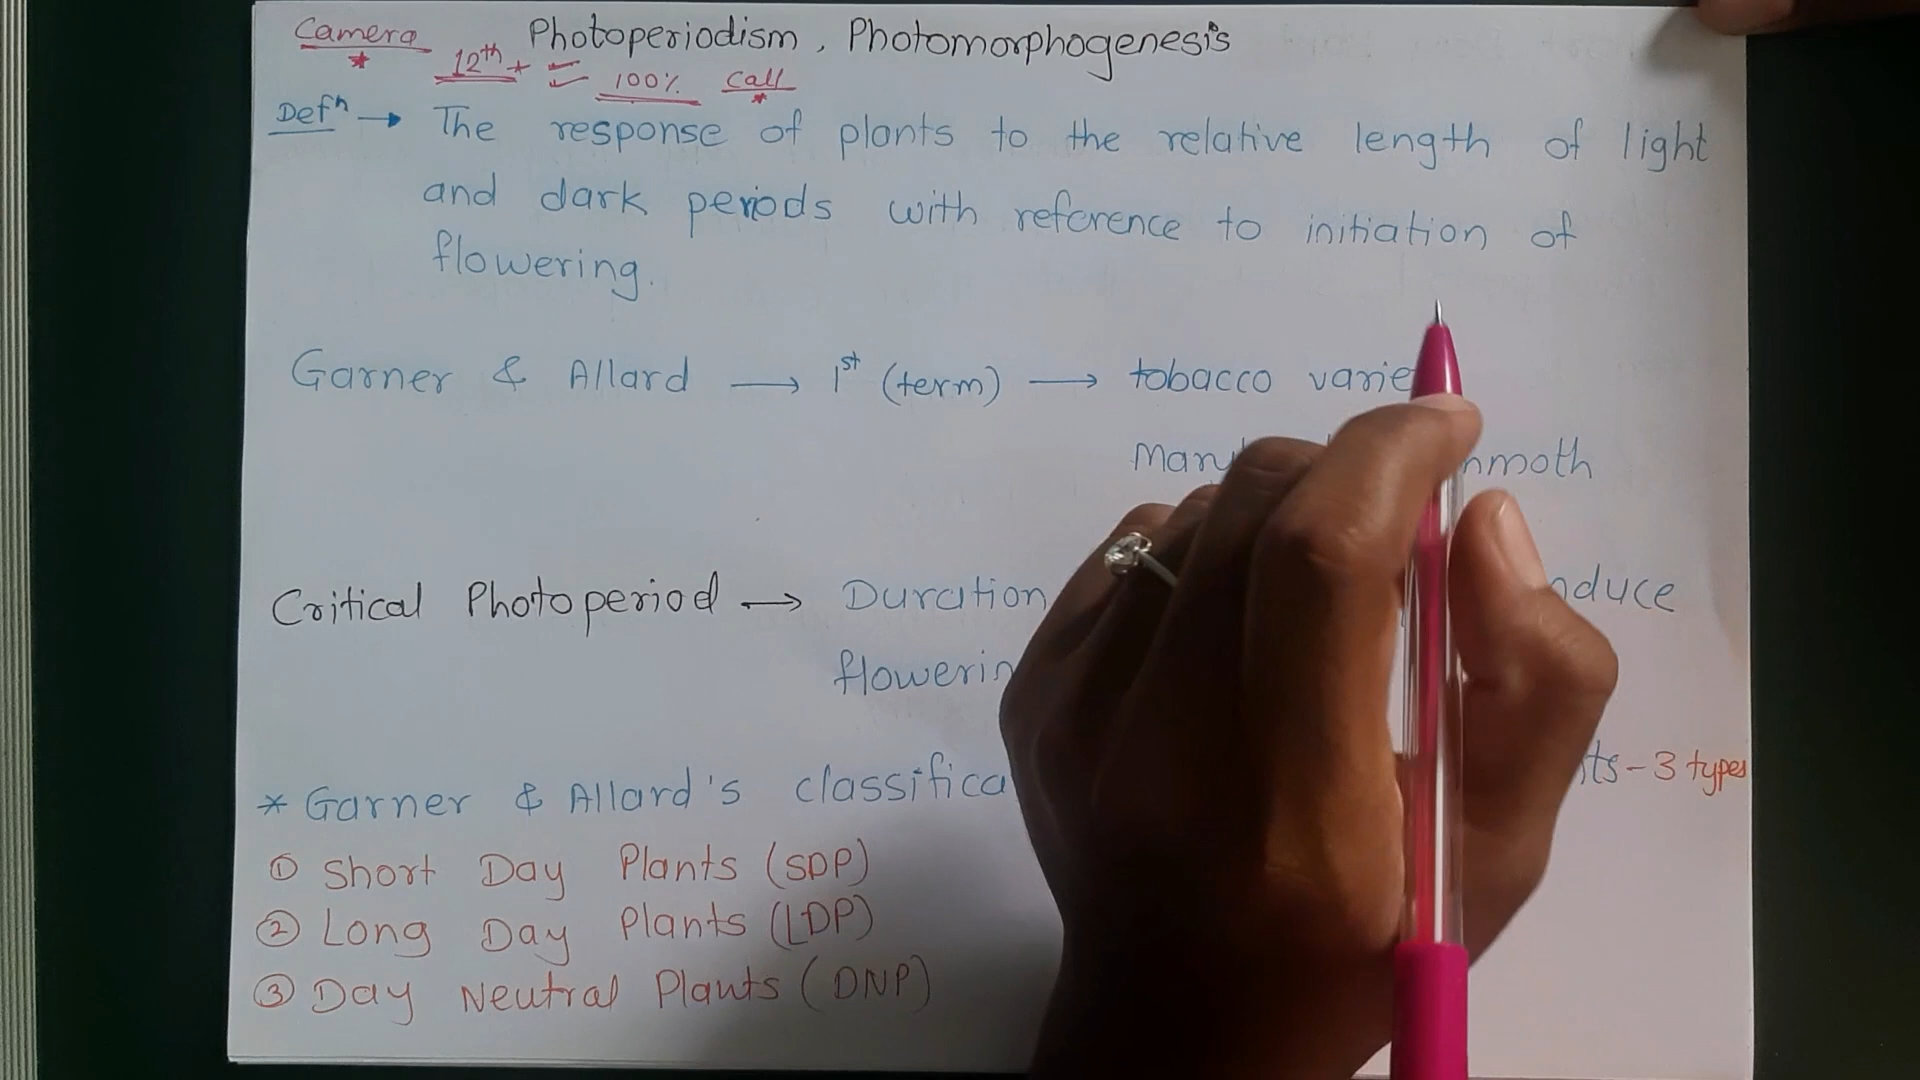 Camera Photoperiodism, Photomorphogenesis
12th + 100% Call
Defn → The response of plants to the relative length of light
and dark periods with reference to initiation of
flowering.
Garner & Allard → 1st (term) → tobacco varie
Mary mmoth
Critical Photoperiod → Duration nduce
flowerin
* Garner & Allard's classifica ts - 3 types
① Short Day Plants (SDP)
② Long Day Plants (LDP)
③ Day Neutral Plants (DNP)